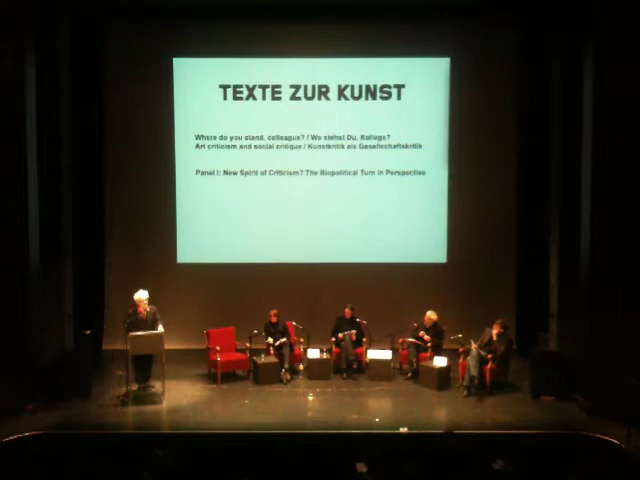 TEXTE ZUR KUNST
Where do you stand, colleague? / Wo stehst Du, Kollege?
Art criticism and social critique / Kunstkritik als Gesellschaftskritik
Panel I: New Spirit of Criticism? The Biopolitical Turn in Perspective